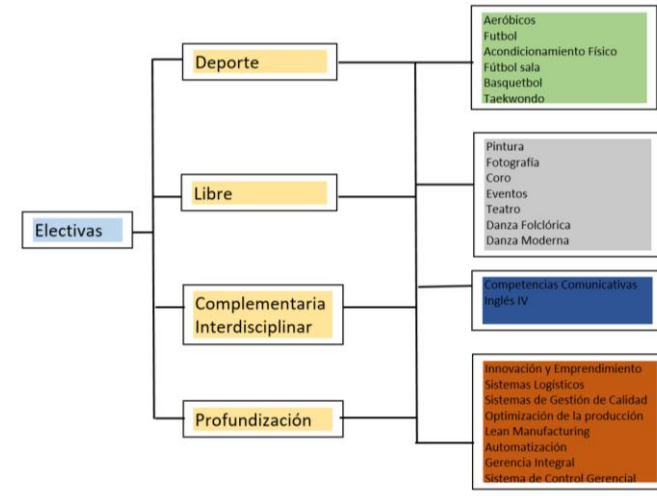 Electivas
Deporte
Libre
Complementaria
Interdisciplinar
Profundización
Aeróbicos
Futbol
Acondicionamiento Físico
Fútbol sala
Basquetbol
Taekwondo
Pintura
Fotografía
Coro
Eventos
Teatro
Danza Folclórica
Danza Moderna
Competencias Comunicativas
Inglés IV
Innovación y Emprendimiento
Sistemas Logísticos
Sistemas de Gestión de Calidad
Optimización de la producción
Lean Manufacturing
Automatización
Gerencia Integral
Sistema de Control Gerencial